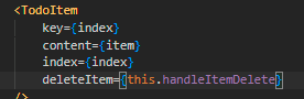 <TodoItem
key={index}
content={item}
index={index}
deleteItem={this.handleItemDelete}
/>